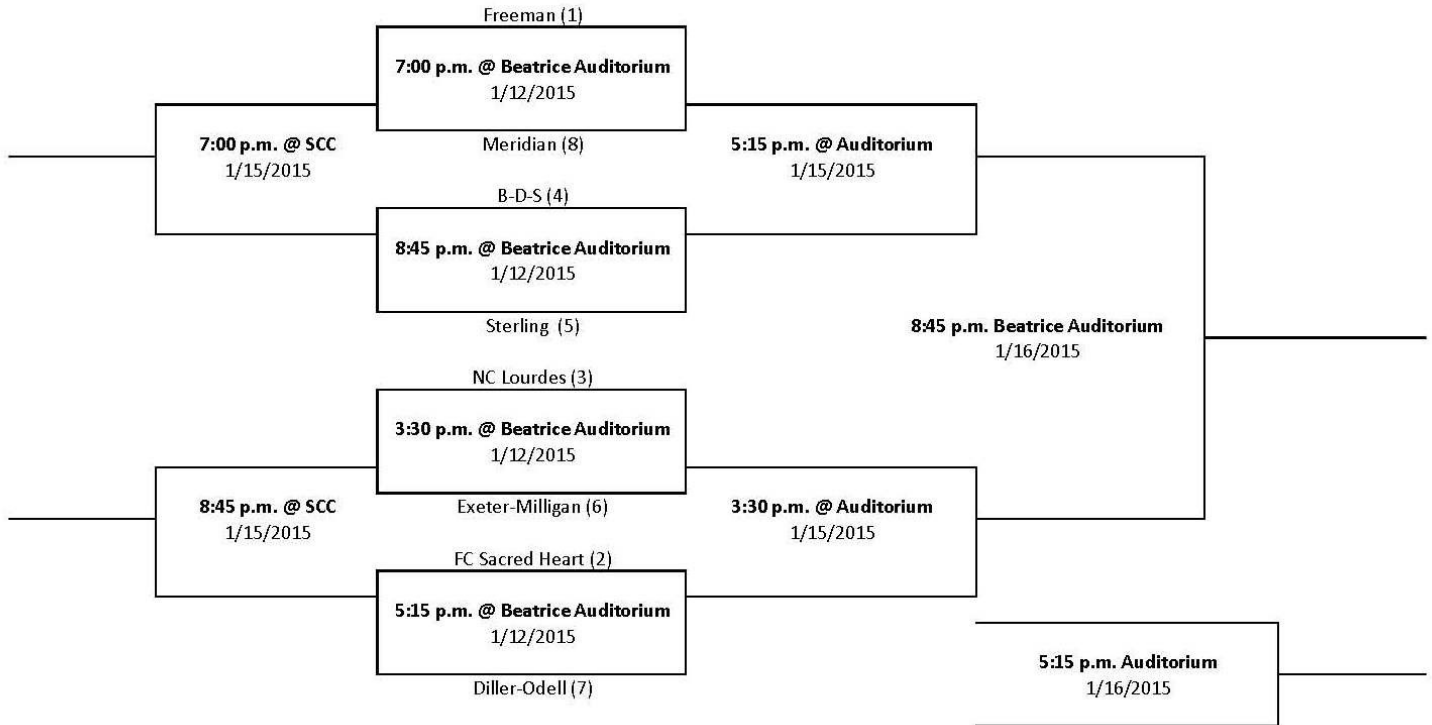 Freeman (1)
7:00 p.m. @ Beatrice Auditorium
1/12/2015
7:00 p.m. @ SCC
1/15/2015
Meridian (8)
5:15 p.m. @ Auditorium
1/15/2015
B-D-S (4)
8:45 p.m. @ Beatrice Auditorium
1/12/2015
Sterling (5)
8:45 p.m. Beatrice Auditorium
1/16/2015
NC Lourdes (3)
3:30 p.m. @ Beatrice Auditorium
1/12/2015
8:45 p.m. @ SCC
1/15/2015
Exeter-Milligan (6)
3:30 p.m. @ Auditorium
1/15/2015
FC Sacred Heart (2)
5:15 p.m. @ Beatrice Auditorium
1/12/2015
Diller-Odell (7)
5:15 p.m. Auditorium
1/16/2015